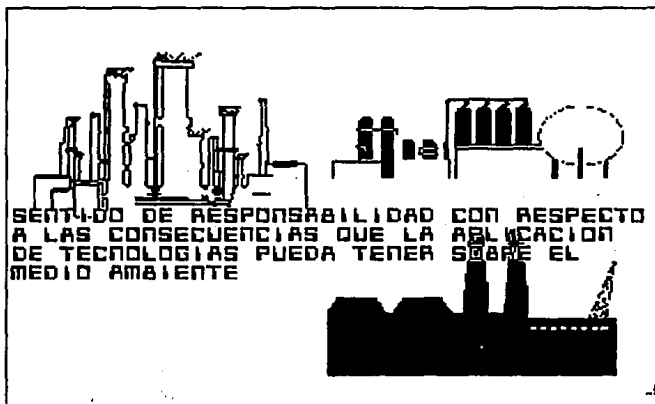 SENTIDO DE RESPONSABILIDAD CON RESPECTO
A LAS CONSECUENCIAS QUE LA APLICACION
DE TECNOLOGIAS PUEDA TENER SOBRE EL
MEDIO AMBIENTE